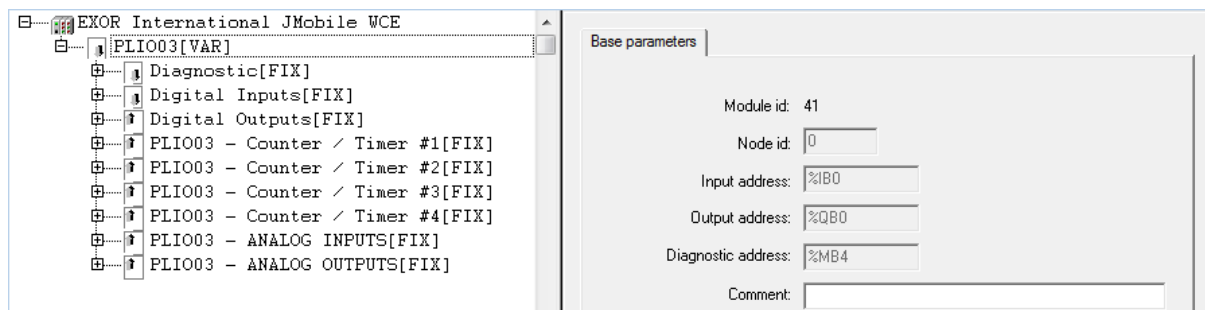 EXOR International JMobile WCE
PLIO03[VAR]
Diagnostic[FIX]
Digital Inputs[FIX]
Digital Outputs[FIX]
PLIO03 - Counter / Timer #1[FIX]
PLIO03 - Counter / Timer #2[FIX]
PLIO03 - Counter / Timer #3[FIX]
PLIO03 - Counter / Timer #4[FIX]
PLIO03 - ANALOG INPUTS[FIX]
PLIO03 - ANALOG OUTPUTS[FIX]
Base parameters
Module id: 41
Node id: 0
Input address: %IB0
Output address: %QB0
Diagnostic address: %MB4
Comment: